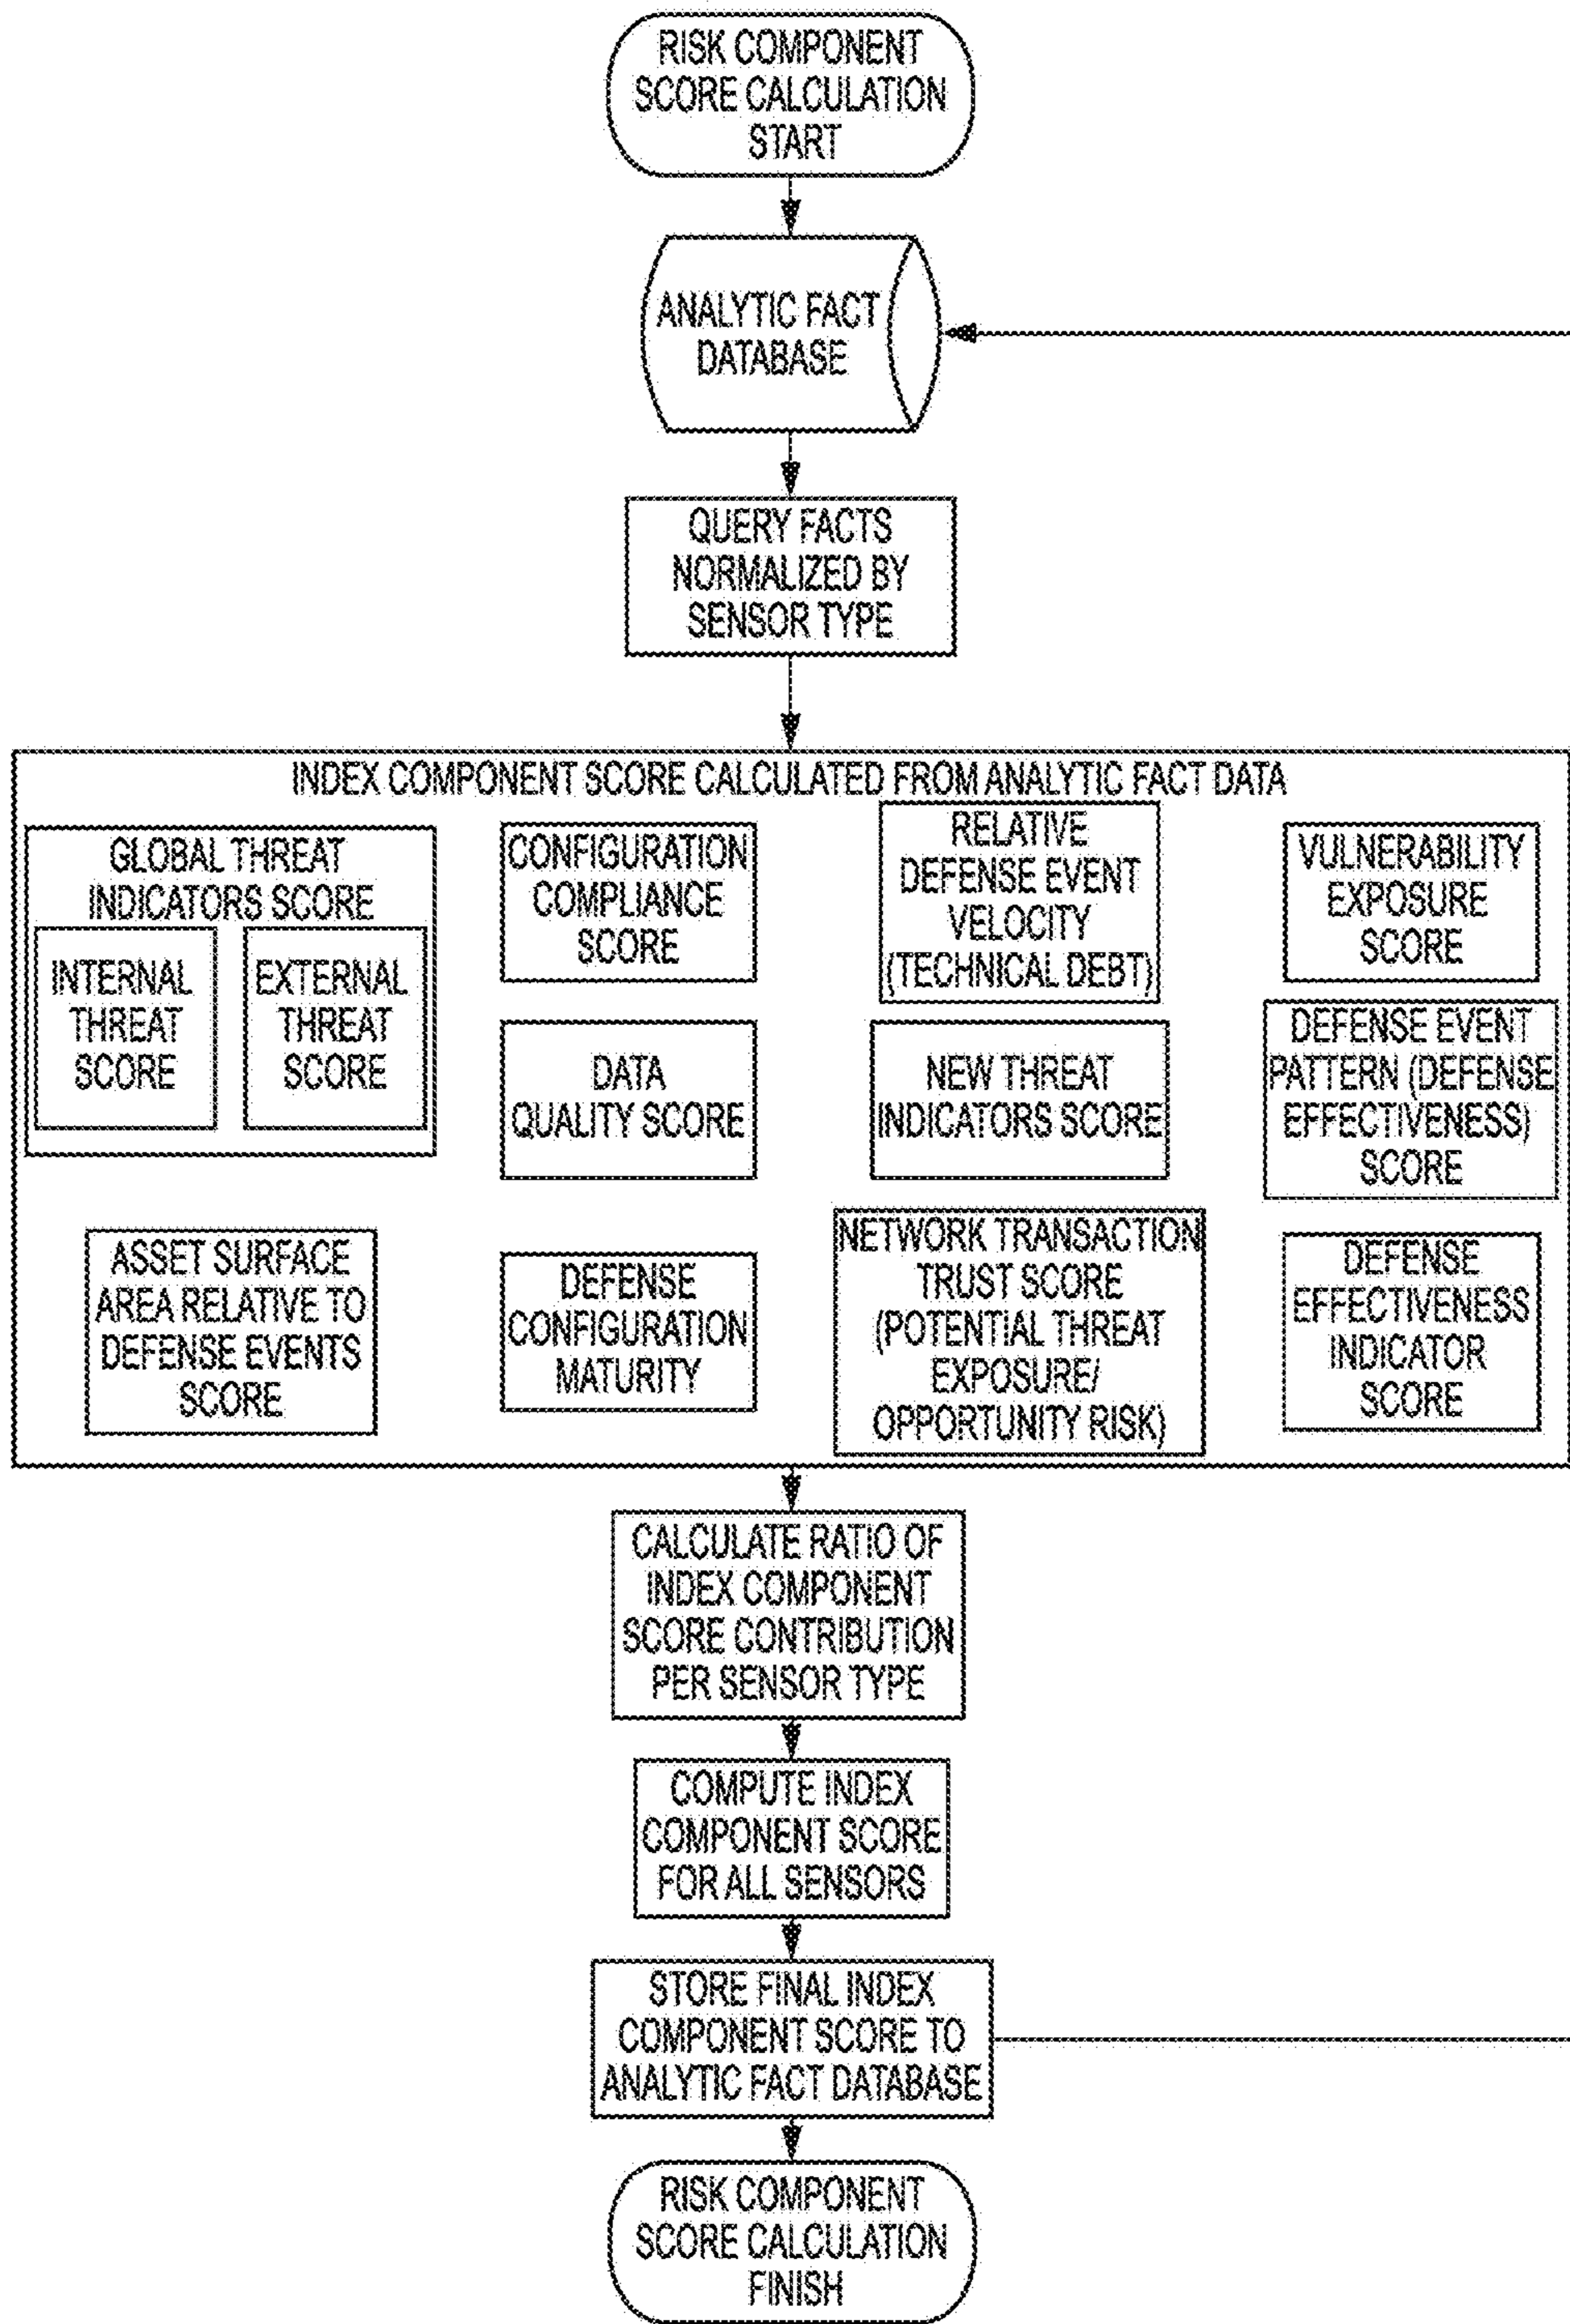 RISK COMPONENT
SCORE CALCULATION
START
ANALYTIC FACT
DATABASE
QUERY FACTS
NORMALIZED BY
SENSOR TYPE
INDEX COMPONENT SCORE CALCULATED FROM ANALYTIC FACT DATA
GLOBAL THREAT
INDICATORS SCORE
INTERNAL
THREAT
SCORE
EXTERNAL
THREAT
SCORE
CONFIGURATION
COMPLIANCE
SCORE
RELATIVE
DEFENSE EVENT
VELOCITY
(TECHNICAL DEBT)
VULNERABILITY
EXPOSURE
SCORE
DATA
QUALITY SCORE
NEW THREAT
INDICATORS SCORE
DEFENSE EVENT
PATTERN (DEFENSE
EFFECTIVENESS)
SCORE
ASSET SURFACE
AREA RELATIVE TO
DEFENSE EVENTS
SCORE
DEFENSE
CONFIGURATION
MATURITY
NETWORK TRANSACTION
TRUST SCORE
(POTENTIAL THREAT
EXPOSURE/
OPPORTUNITY RISK)
DEFENSE
EFFECTIVENESS
INDICATOR
SCORE
CALCULATE RATIO OF
INDEX COMPONENT
SCORE CONTRIBUTION
PER SENSOR TYPE
COMPUTE INDEX
COMPONENT SCORE
FOR ALL SENSORS
STORE FINAL INDEX
COMPONENT SCORE TO
ANALYTIC FACT DATABASE
RISK COMPONENT
SCORE CALCULATION
FINISH